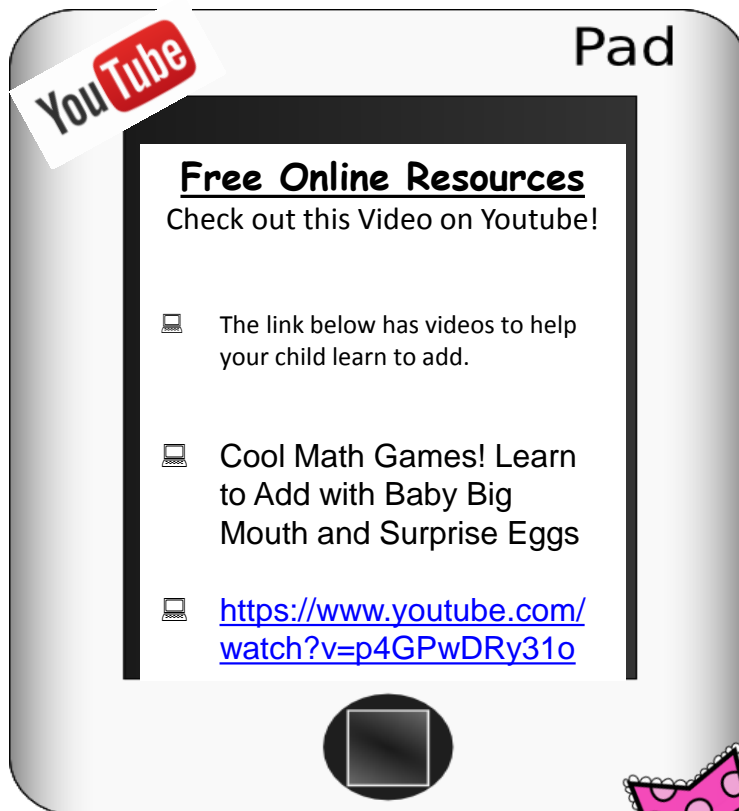 YouTube
Pad
Free Online Resources
Check out this Video on Youtube!
The link below has videos to help
your child learn to add.
Cool Math Games! Learn
to Add with Baby Big
Mouth and Surprise Eggs
https://www.youtube.com/
watch?v=p4GPwDRy31o